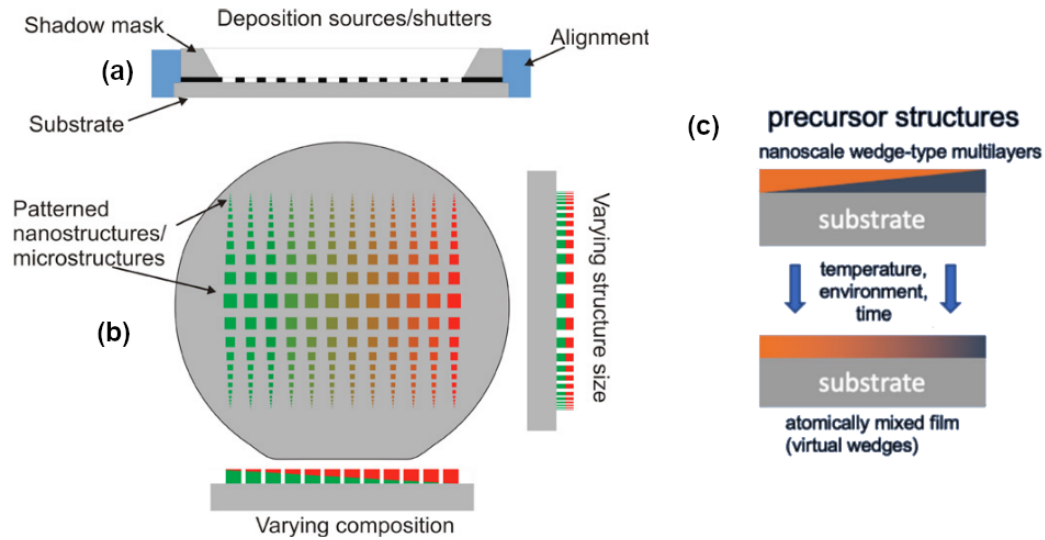 Deposition sources/shutters
Shadow mask
Alignment
(a)
Substrate
Patterned
nanostructures/
microstructures
(b)
Varying structure size
Varying composition
(c)
precursor structures
nanoscale wedge-type multilayers
substrate
temperature,
environment,
time
substrate
atomically mixed film
(virtual wedges)